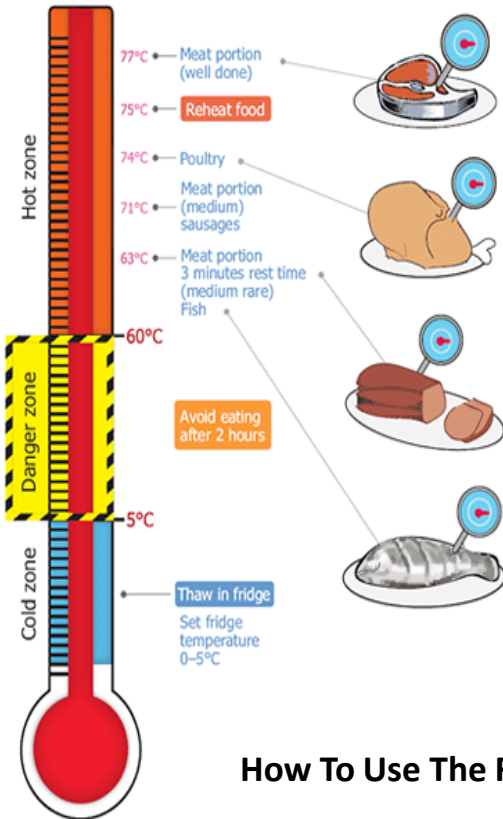 77°C
Meat portion
(well done)
75°C
Reheat food
74°C
Poultry
71°C
Meat portion
(medium)
sausages
63°C
Meat portion
3 minutes rest time
(medium rare)
Fish
Hot zone
60°C
Danger zone
Avoid eating
after 2 hours
5°C
Cold zone
Thaw in fridge
Set fridge
temperature
0–5°C
How To Use The